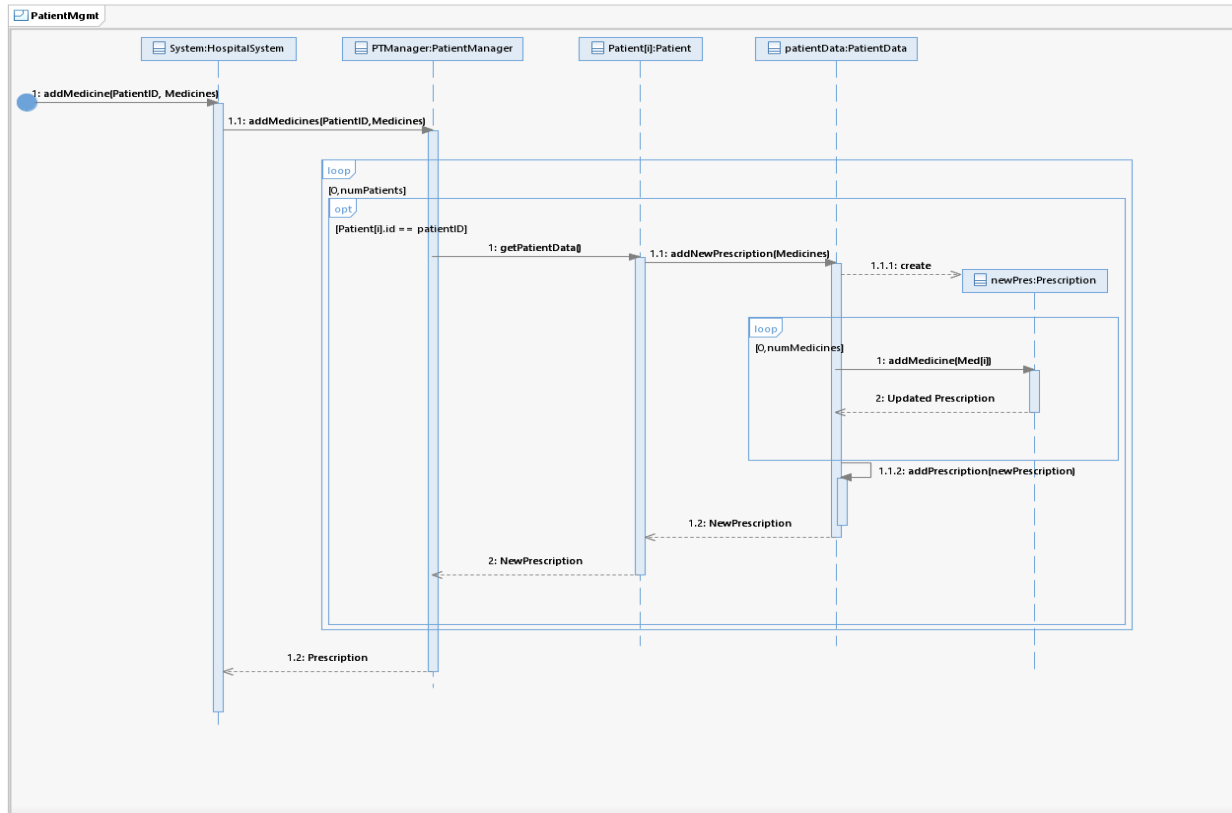 PatientMgmt
System:HospitalSystem
PTManager:PatientManager
Patient[i]:Patient
patientData:PatientData
1: addMedicine(PatientID, Medicines)
1.1: addMedicines(PatientID,Medicines)
loop
[0,numPatients]
opt
[Patient[i].id == patientID]
1: getPatientData()
1.1: addNewPrescription(Medicines)
1.1.1: create
newPres:Prescription
loop
[0,numMedicines]
1: addMedicine(Med[i])
2: Updated Prescription
1.1.2: addPrescription(newPrescription)
1.2: NewPrescription
2: NewPrescription
1.2: Prescription